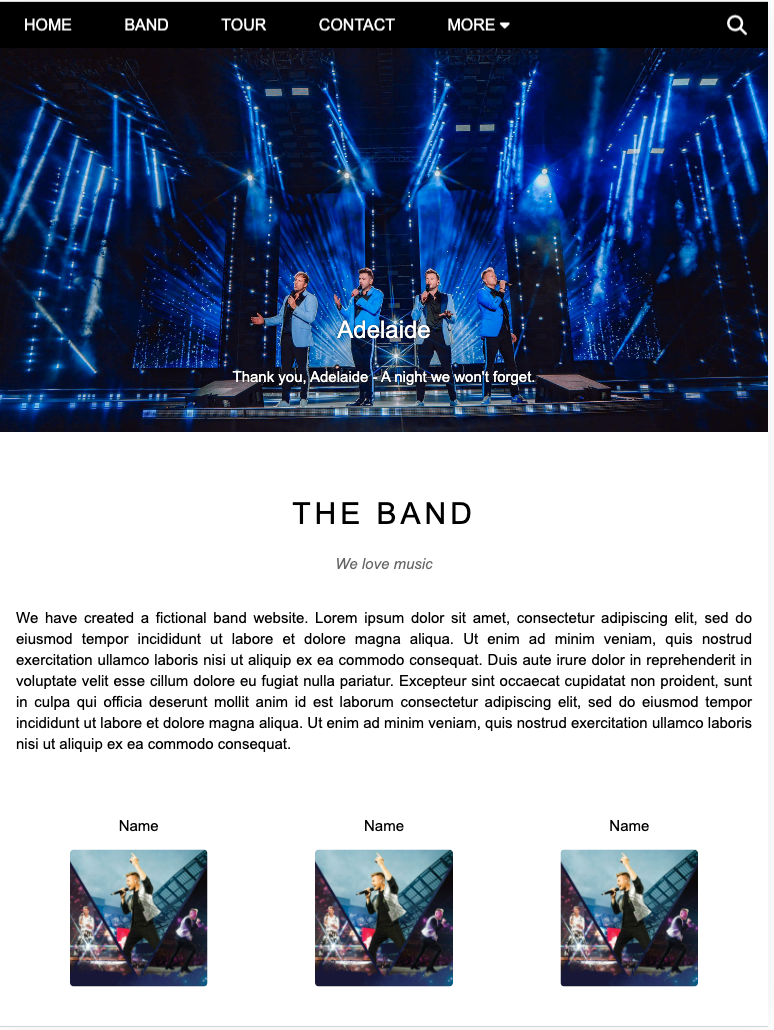 HOME BAND TOUR CONTACT MORE
Adelaide
Thank you, Adelaide - A night we won't forget.
THE BAND
We love music
We have created a fictional band website. Lorem ipsum dolor sit amet, consectetur adipiscing elit, sed do
eiusmod tempor incididunt ut labore et dolore magna aliqua. Ut enim ad minim veniam, quis nostrud
exercitation ullamco laboris nisi ut aliquip ex ea commodo consequat. Duis aute irure dolor in reprehenderit in
voluptate velit esse cillum dolore eu fugiat nulla pariatur. Excepteur sint occaecat cupidatat non proident, sunt
in culpa qui officia deserunt mollit anim id est laborum consectetur adipiscing elit, sed do eiusmod tempor
incididunt ut labore et dolore magna aliqua. Ut enim ad minim veniam, quis nostrud exercitation ullamco laboris
nisi ut aliquip ex ea commodo consequat.
Name Name Name